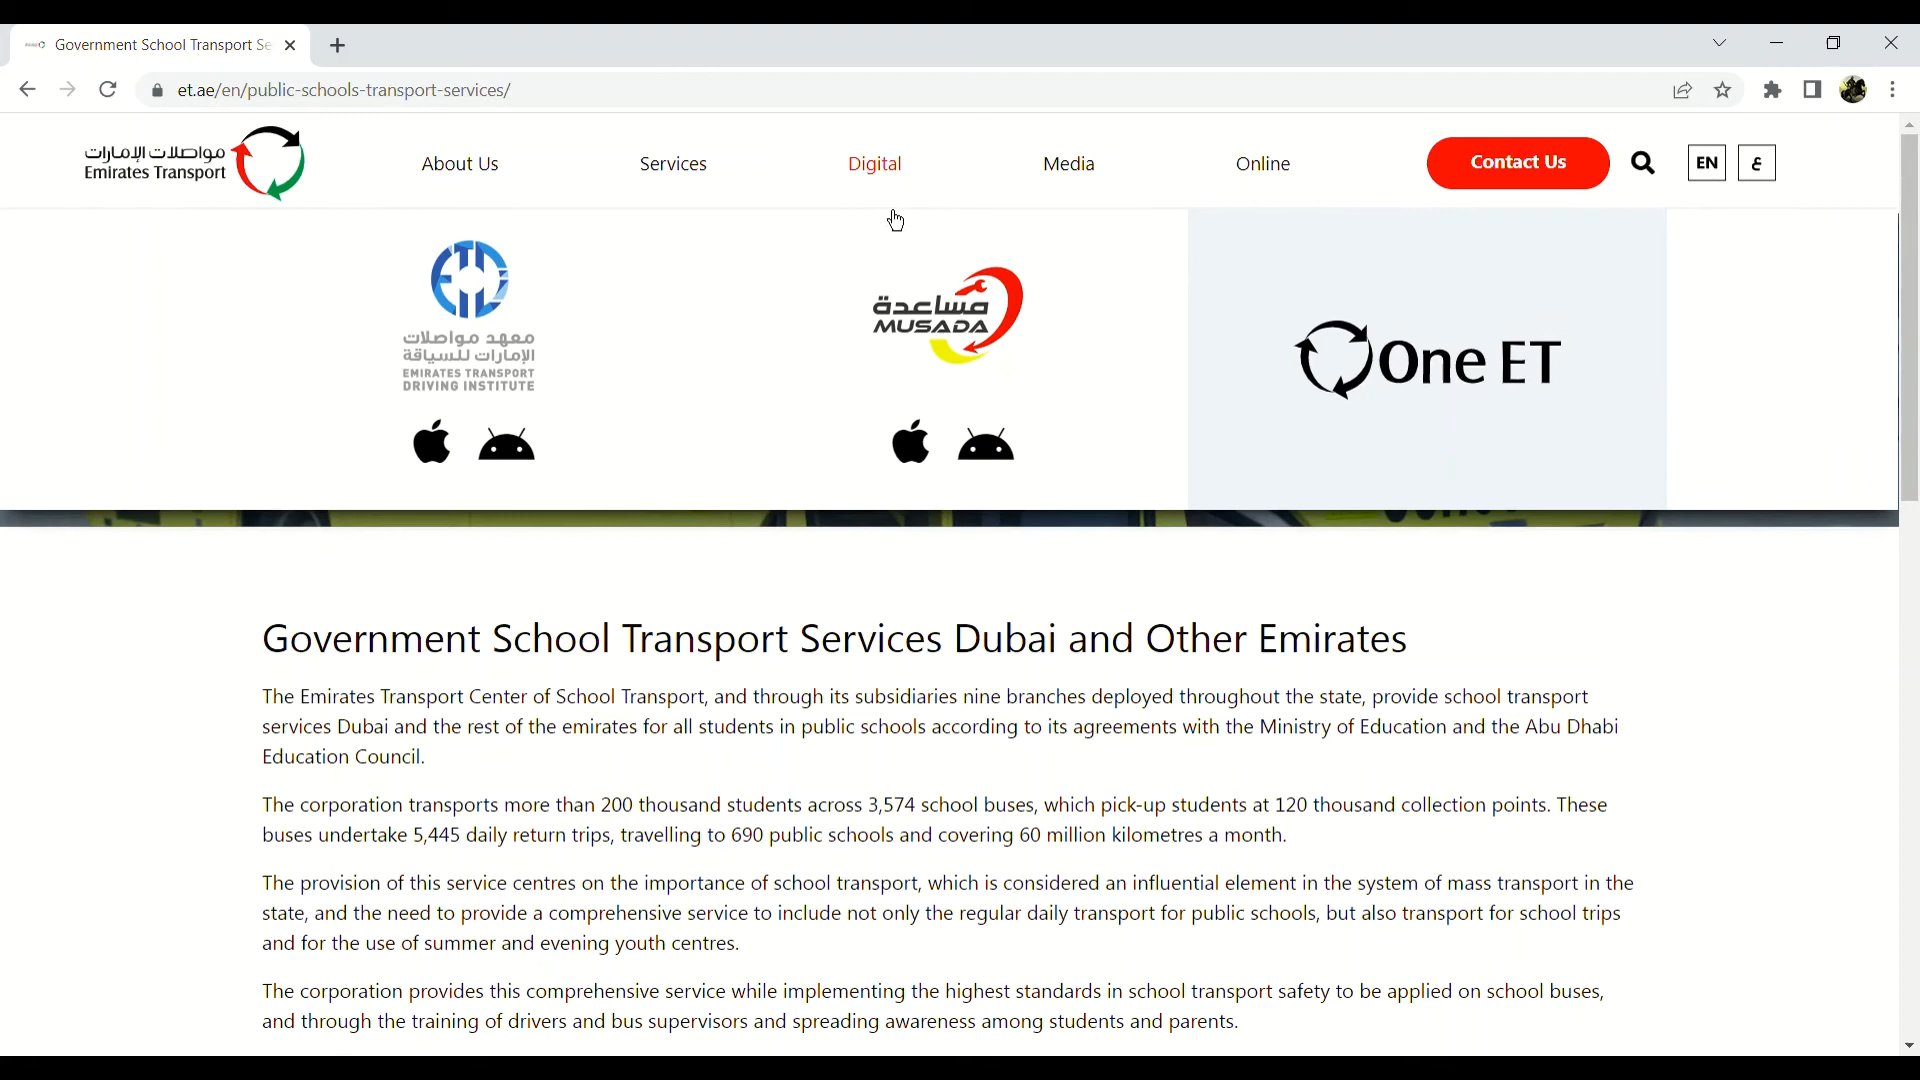 Government School Transport Se
et.ae/en/public-schools-transport-services/
مواصلات الإمارات
Emirates Transport
About Us
Services
Digital
Media
Online
Contact Us
EN
ع
معهد مواصلات
الإمارات للسياقة
EMIRATES TRANSPORT
DRIVING INSTITUTE
مساعدة
MUSADA
One ET
Government School Transport Services Dubai and Other Emirates
The Emirates Transport Center of School Transport, and through its subsidiaries nine branches deployed throughout the state, provide school transport
services Dubai and the rest of the emirates for all students in public schools according to its agreements with the Ministry of Education and the Abu Dhabi
Education Council.
The corporation transports more than 200 thousand students across 3,574 school buses, which pick-up students at 120 thousand collection points. These
buses undertake 5,445 daily return trips, travelling to 690 public schools and covering 60 million kilometres a month.
The provision of this service centres on the importance of school transport, which is considered an influential element in the system of mass transport in the
state, and the need to provide a comprehensive service to include not only the regular daily transport for public schools, but also transport for school trips
and for the use of summer and evening youth centres.
The corporation provides this comprehensive service while implementing the highest standards in school transport safety to be applied on school buses,
and through the training of drivers and bus supervisors and spreading awareness among students and parents.